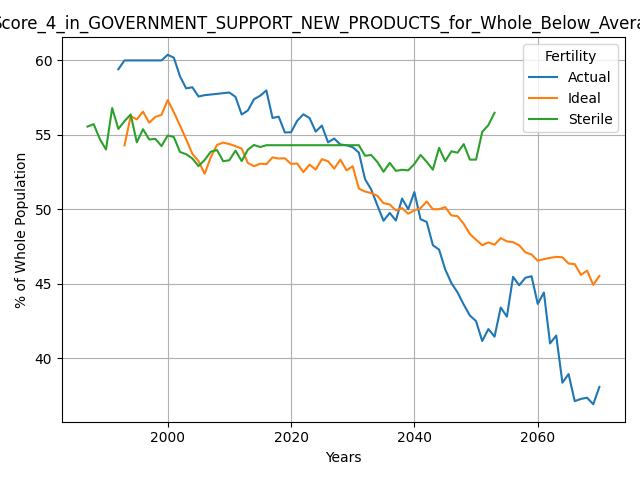 Score_4_in_GOVERNMENT_SUPPORT_NEW_PRODUCTS_for_Whole_Below_Avera
Fertility
Actual
Ideal
Sterile
60
55
50
45
40
% of Whole Population
2000
2020
2040
2060
Years